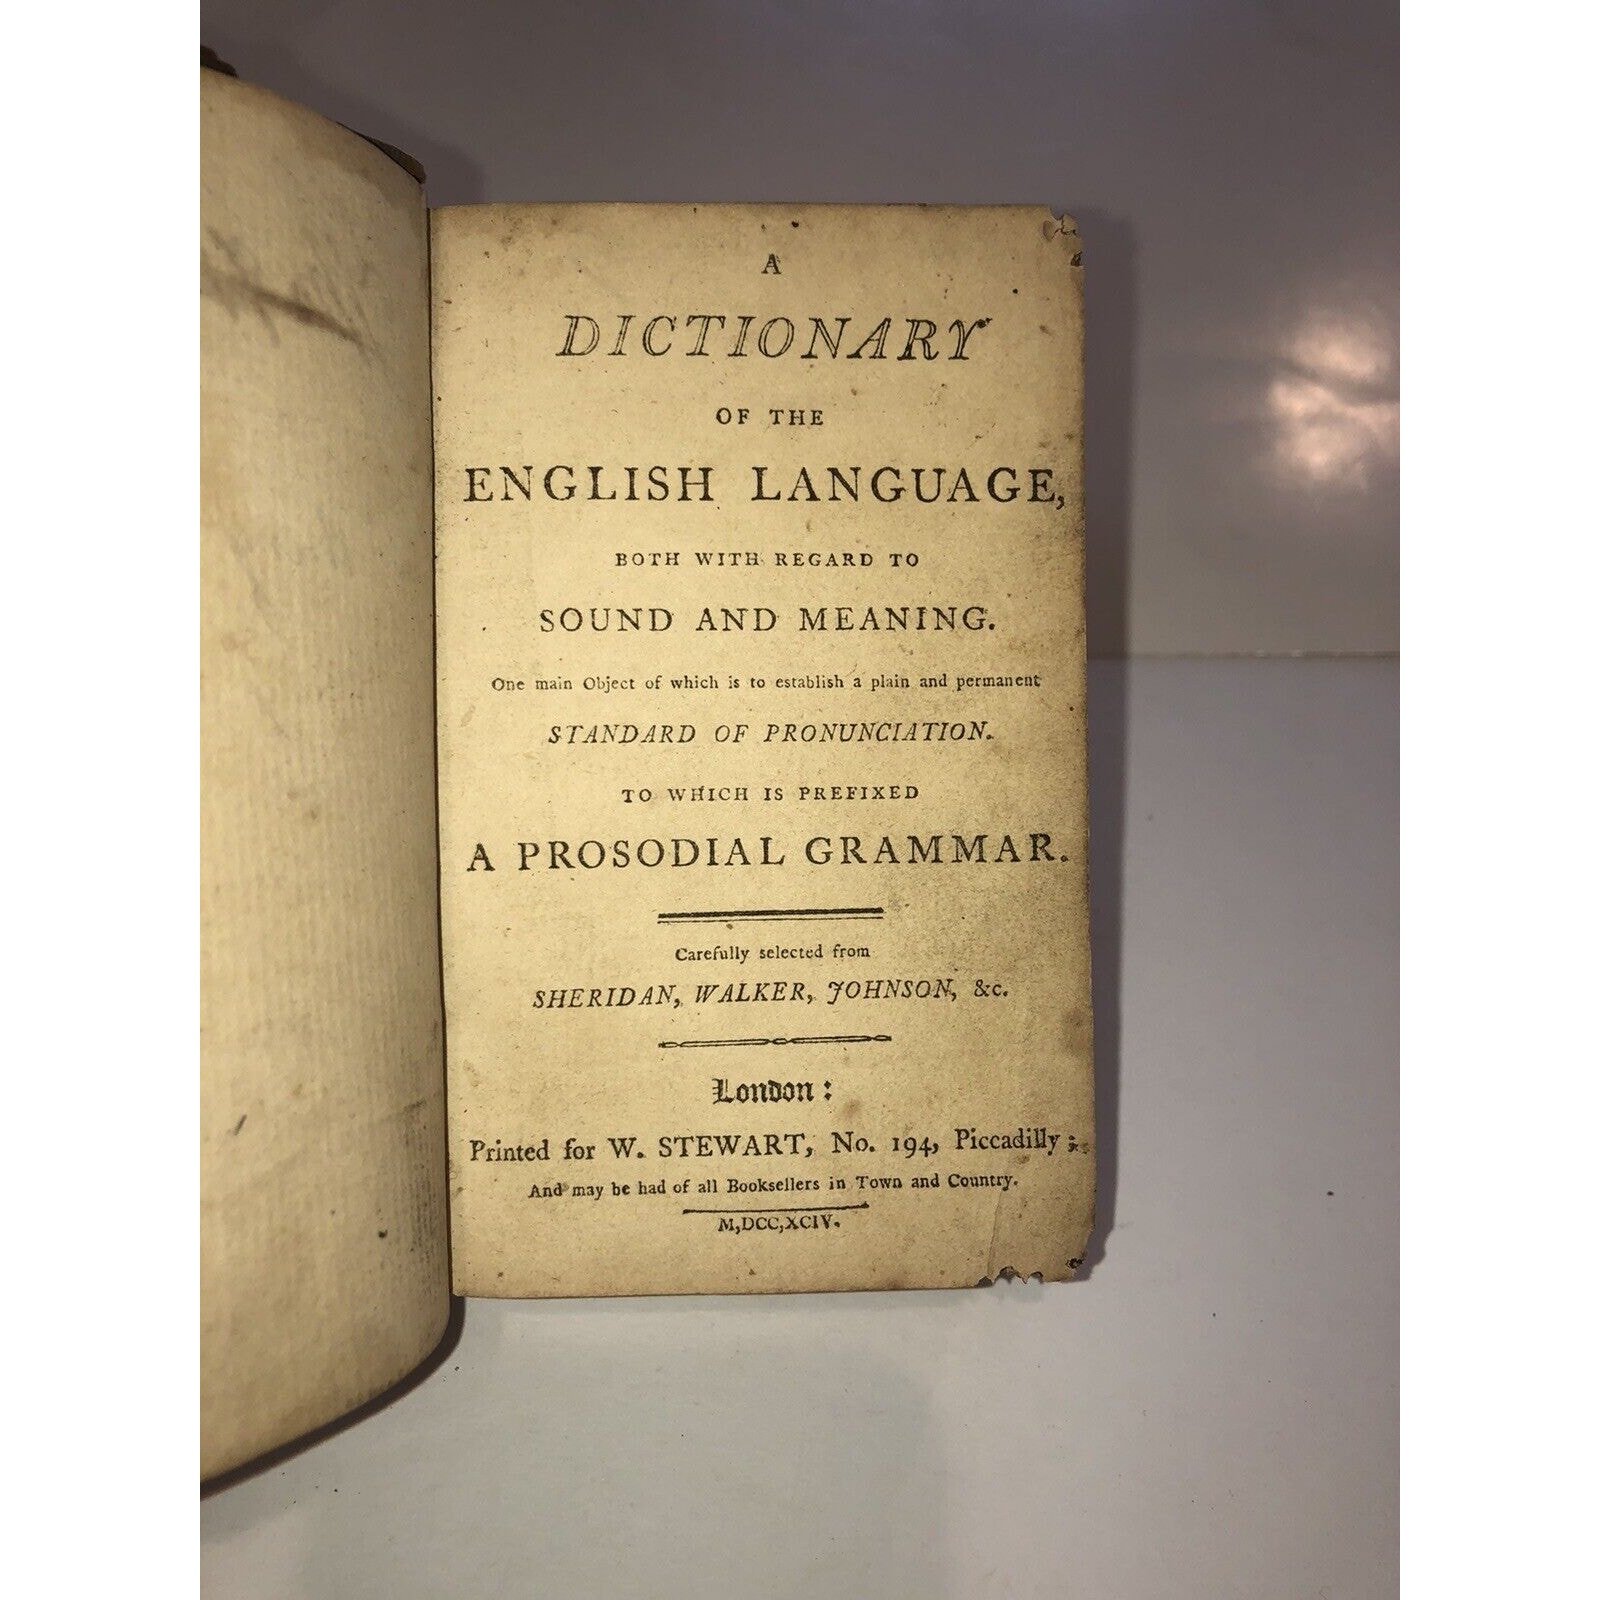 A
DICTIONARY
OF THE
ENGLISH LANGUAGE,
BOTH WITH REGARD TO
SOUND AND MEANING.
One main Object of which is to establish a plain and permanent
STANDARD OF PRONUNCIATION.
TO WHICH IS PREFIXED
A PROSODIAL GRAMMAR.
Carefully selected from
SHERIDAN, WALKER, JOHNSON, &c.
London:
Printed for W. STEWART, No. 194, Piccadilly;
And may be had of all Booksellers in Town and Country.
M,DCC,XCIV.